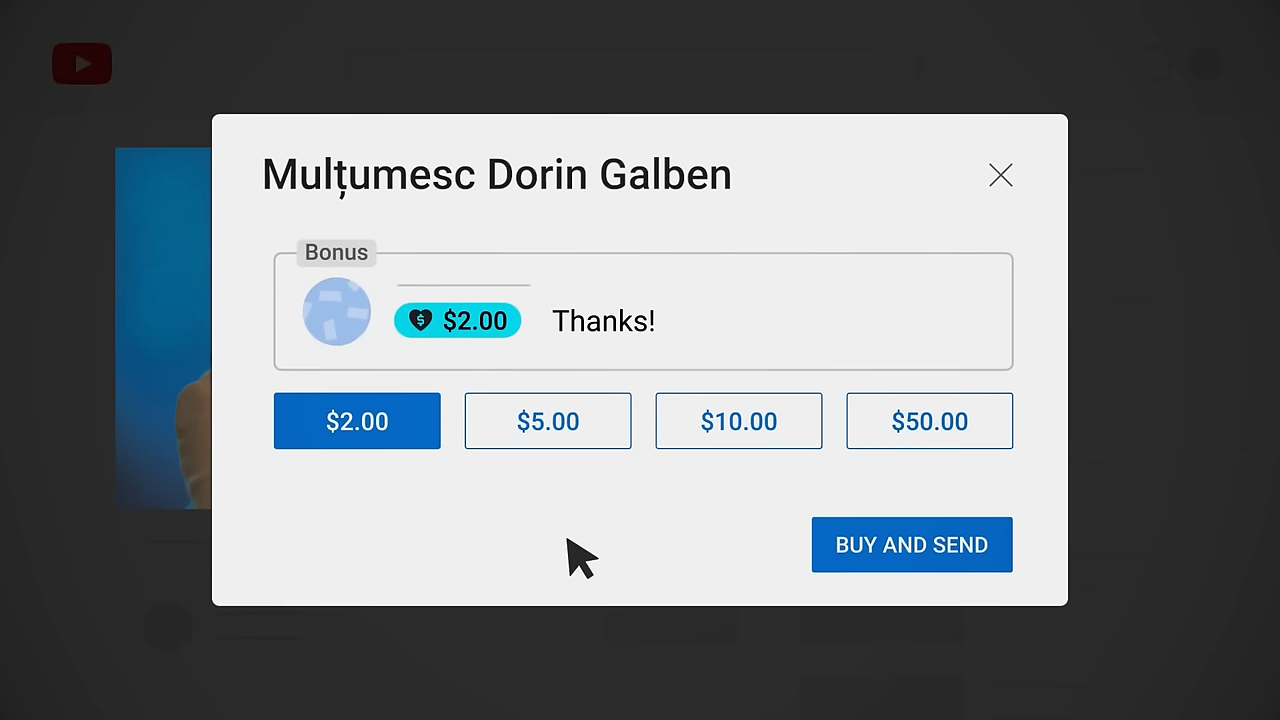 Mulțumesc Dorin Galben
Bonus
$2.00 Thanks!
$2.00 $5.00 $10.00 $50.00
BUY AND SEND